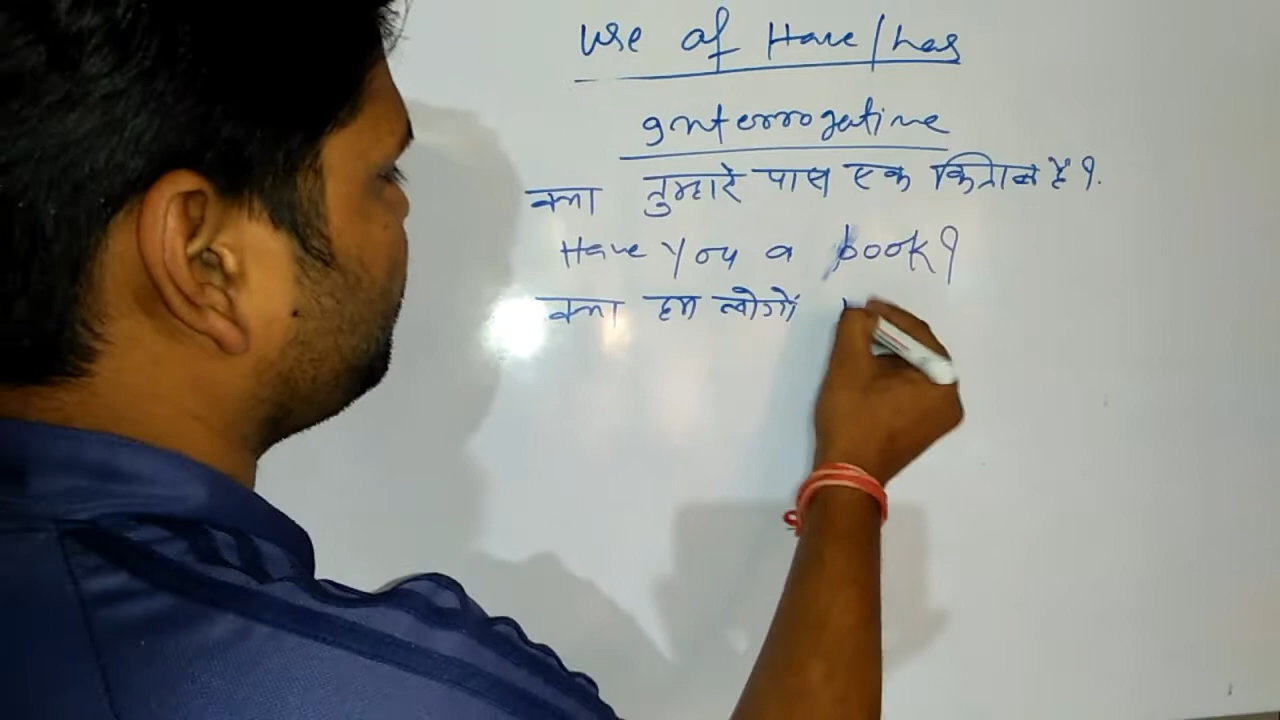 Use of Have/has
Interrogative
क्या तुम्हारे पास एक किताब है?
Have you a book?
क्या हम लोगों